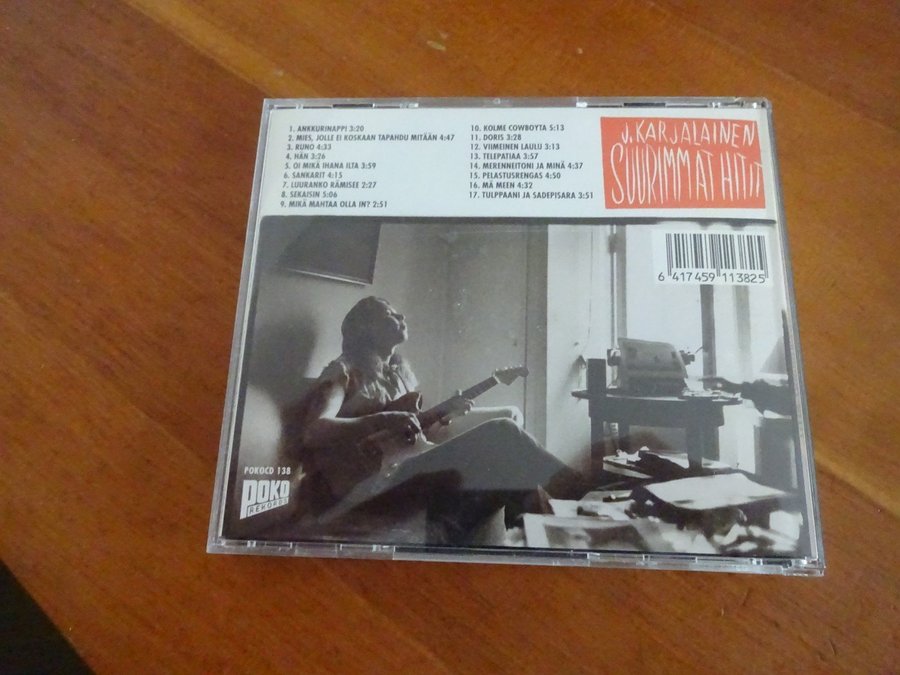 1. ANKKURINAPPI 3:20
2. MIES, JOLLE EI KOSKAAN TAPAHDU MITÄÄN 4:47
3. RUNO 4:33
4. HÄN 3:26
5. OI MIKÄ IHANA ILTA 3:59
6. SANKARIT 4:15
7. LUURANKO RÄMISEE 2:27
8. SEKAISIN 5:06
9. MIKÄ MAHTAA OLLA IN? 2:51
10. KOLME COWBOYTA 5:13
11. DORIS 3:28
12. VIIMEINEN LAULU 3:13
13. TELEPATIAA 3:57
14. MERENNEITONI JA MINÄ 4:37
15. PELASTUSRENGAS 4:50
16. MÄ MEEN 4:32
17. TULPPAANI JA SADEPISARA 3:51
J. KARJALAINEN
SUURIMMAT HITIT
6 417459 113825
POKOCD 138
POKO
REKORDS